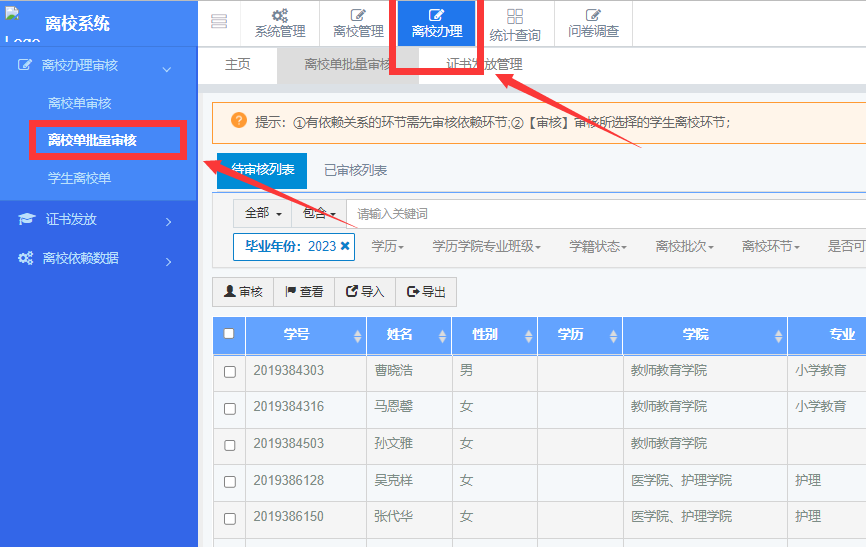 离校系统
系统管理
离校管理
离校办理
统计查询
问卷调查
离校办理审核
离校单审核
离校单批量审核
学生离校单
证书发放
离校依赖数据
主页
离校单批量审核
证书发放管理
提示：①有依赖关系的环节需先审核依赖环节;②【审核】审核所选择的学生离校环节；
待审核列表 已审核列表
全部 包含 请输入关键词
毕业年份：2023 × 学历 学历学院专业班级 学籍状态 离校批次 离校环节 是否可
审核 查看 导入 导出
学号 姓名 性别 学历 学院 专业
2019384303 曹晓浩 男 教师教育学院 小学教育
2019384316 马恩馨 女 教师教育学院 小学教育
2019384503 孙文雅 女 教师教育学院
2019386128 吴克样 女 医学院、护理学院 护理
2019386150 张代华 女 医学院、护理学院 护理